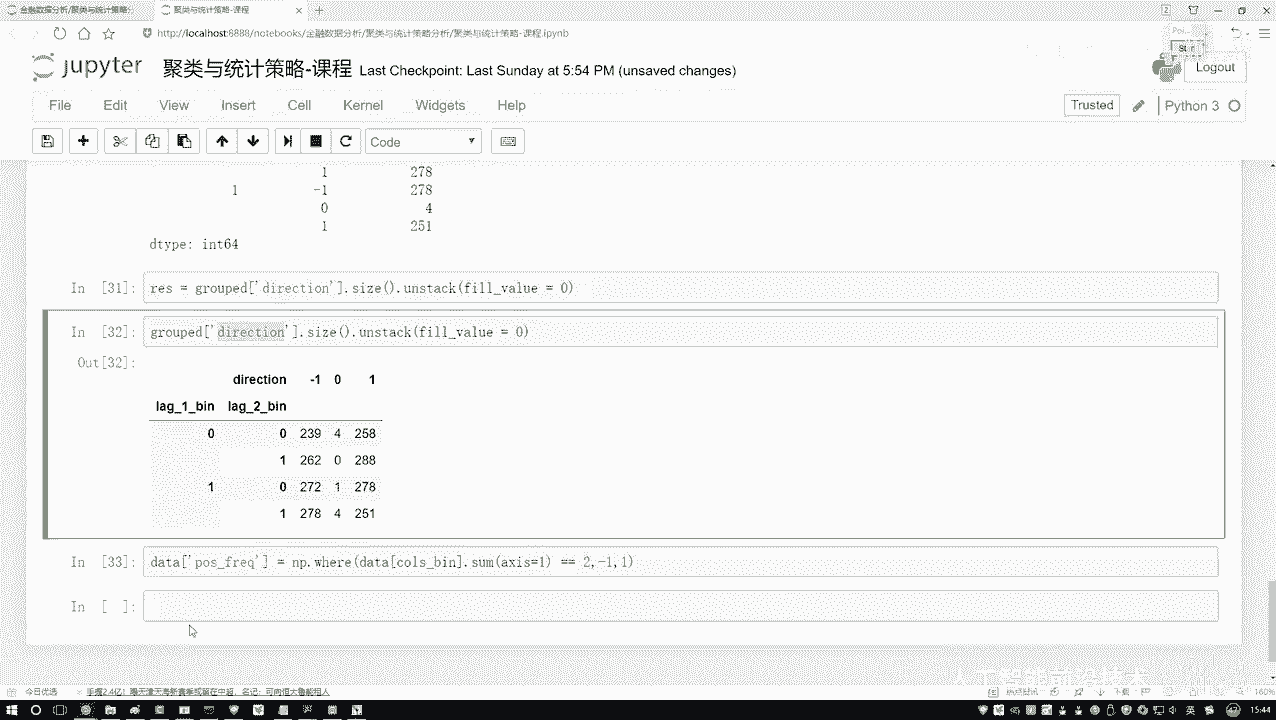 金融数据分析/聚类与统计策略分
聚类与统计策略-课程
http://localhost:8888/notebooks/金融数据分析/聚类与统计策略分析/聚类与统计策略-课程.ipynb
jupyter 聚类与统计策略-课程 Last Checkpoint: Last Sunday at 5:54 PM (unsaved changes)
Logout
File Edit View Insert Cell Kernel Widgets Help
Trusted Python 3
Code
1 278
1 -1 278
0 4
1 251
dtype: int64
In [31]: res = grouped['direction'].size().unstack(fill_value = 0)
In [32]: grouped['direction'].size().unstack(fill_value = 0)
Out[32]:
direction -1 0 1
lag_1_bin lag_2_bin
0 0 239 4 258
1 262 0 288
1 0 272 1 278
1 278 4 251
In [33]: data['pos_freq'] = np.where(data[cols_bin].sum(axis=1) == 2,-1,1)
In [ ]:
今日优选
下载
160%
英
15:44